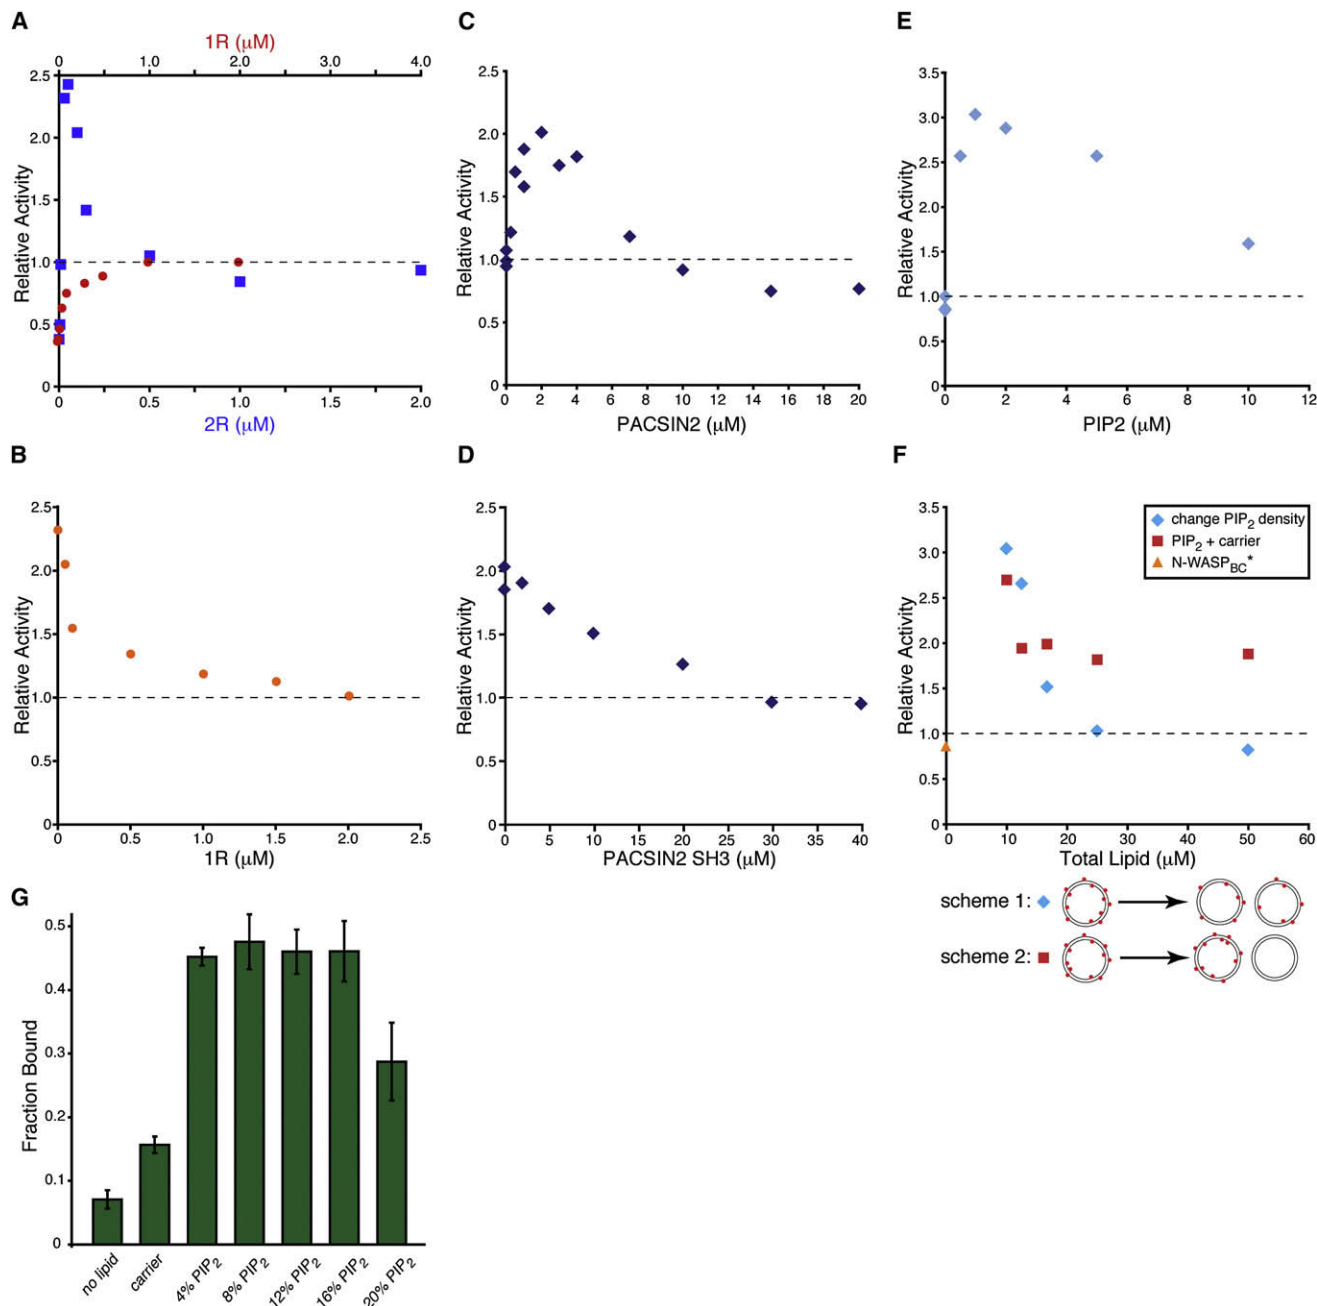 A
1R (μM)
0 1.0 2.0 4.0
2.5
2.0
1.5
1.0
0.5
0
Relative Activity
0 0.5 1.0 1.5 2.0
2R (μM)
C
2.5
2.0
1.5
1.0
0.5
0
Relative Activity
0 2 4 6 8 10 12 14 16 18 20
PACSIN2 (μM)
E
3.5
3.0
2.5
2.0
1.5
1.0
0.5
0
Relative Activity
0 2 4 6 8 10 12
PIP2 (μM)
B
2.5
2.0
1.5
1.0
0.5
0
Relative Activity
0 0.5 1.0 1.5 2.0 2.5
1R (μM)
D
2.5
2.0
1.5
1.0
0.5
0
Relative Activity
0 5 10 15 20 25 30 35 40
PACSIN2 SH3 (μM)
F
3.5
3.0
2.5
2.0
1.5
1.0
0.5
0
Relative Activity
change PIP2 density
PIP2 + carrier
N-WASPBC*
0 10 20 30 40 50 60
Total Lipid (μM)
scheme 1:
scheme 2:
G
0.5
0.4
0.3
0.2
0.1
0
Fraction Bound
no lipid
carrier
4% PIP2
8% PIP2
12% PIP2
16% PIP2
20% PIP2